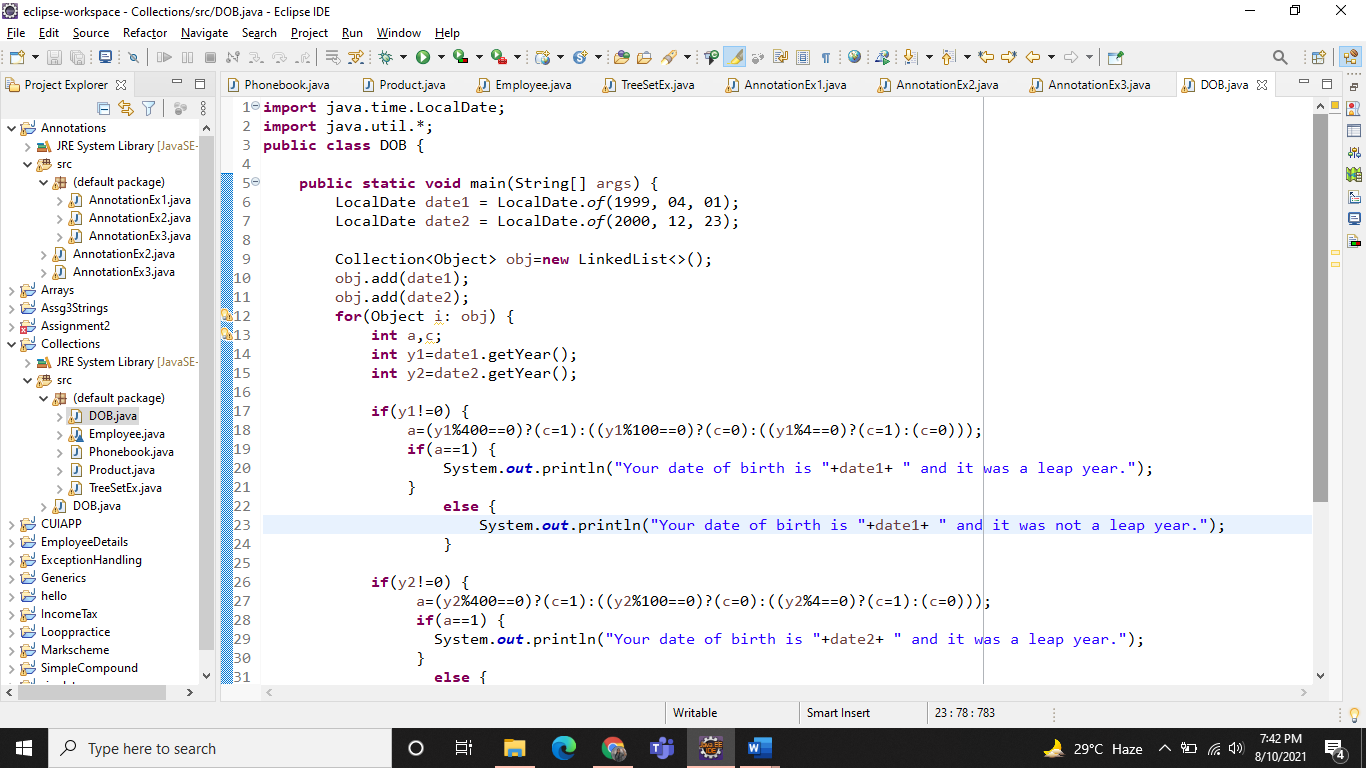 eclipse-workspace - Collections/src/DOB.java - Eclipse IDE
File Edit Source Refactor Navigate Search Project Run Window Help
Project Explorer
Phonebook.java Product.java Employee.java TreeSetEx.java AnnotationEx1.java AnnotationEx2.java AnnotationEx3.java DOB.java
Annotations
JRE System Library [JavaSE-
src
(default package)
AnnotationEx1.java
AnnotationEx2.java
AnnotationEx3.java
AnnotationEx2.java
AnnotationEx3.java
Arrays
Assg3Strings
Assignment2
Collections
JRE System Library [JavaSE-
src
(default package)
DOB.java
Employee.java
Phonebook.java
Product.java
TreeSetEx.java
DOB.java
CUIAPP
EmployeeDetails
ExceptionHandling
Generics
hello
IncomeTax
Looppractice
Markscheme
SimpleCompound
1 import java.time.LocalDate;
2 import java.util.*;
3 public class DOB {
4
5 public static void main(String[] args) {
6 LocalDate date1 = LocalDate.of(1999, 04, 01);
7 LocalDate date2 = LocalDate.of(2000, 12, 23);
8
9 Collection<Object> obj=new LinkedList<>();
10 obj.add(date1);
11 obj.add(date2);
12 for(Object i: obj) {
13 int a,c;
14 int y1=date1.getYear();
15 int y2=date2.getYear();
16
17 if(y1!=0) {
18 a=(y1%400==0)?(c=1):((y1%100==0)?(c=0):((y1%4==0)?(c=1):(c=0)));
19 if(a==1) {
20 System.out.println("Your date of birth is "+date1+ " and it was a leap year.");
21 }
22 else {
23 System.out.println("Your date of birth is "+date1+ " and it was not a leap year.");
24 }
25
26 if(y2!=0) {
27 a=(y2%400==0)?(c=1):((y2%100==0)?(c=0):((y2%4==0)?(c=1):(c=0)));
28 if(a==1) {
29 System.out.println("Your date of birth is "+date2+ " and it was a leap year.");
30 }
31 else {
Writable Smart Insert 23 : 78 : 783
Type here to search
29°C Haze
7:42 PM
8/10/2021
4